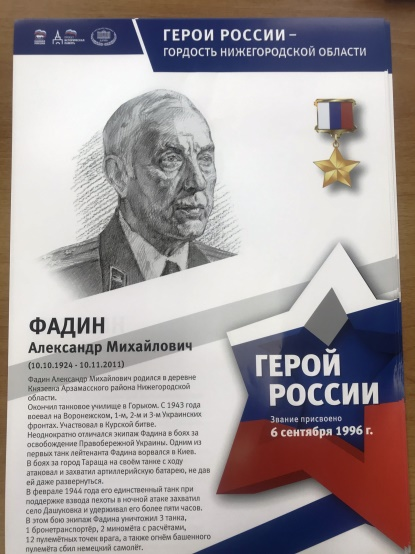 ГЕРОИ РОССИИ –
ГОРДОСТЬ НИЖЕГОРОДСКОЙ ОБЛАСТИ
ФАДИН
Александр Михайлович
(10.10.1924 - 10.11.2011)
Фадин Александр Михайлович родился в деревне
Князевка Арзамасского района Нижегородской
области.
Окончил танковое училище в Горьком. С 1943 года
воевал на Воронежском, 1-м, 2-м и 3-м Украинских
фронтах. Участвовал в Курской битве.
Неоднократно отличался экипаж Фадина в боях за
освобождение Правобережной Украины. Одним из
первых танк лейтенанта Фадина ворвался в Киев.
В боях за город Тараща на своём танке с ходу
атаковал и захватил артиллерийскую батарею, не дав
ей даже развернуться.
В феврале 1944 года его единственный танк при
поддержке взвода пехоты в ночной атаке захватил
село Дашуковка и удерживал его более пяти часов.
В этом бою экипаж Фадина уничтожил 3 танка,
1 бронетранспортёр, 2 миномёта с расчётами,
12 пулемётных точек врага, а также огнём башенного
пулемёта сбил немецкий самолёт.
ГЕРОЙ
РОССИИ
Звание присвоено
6 сентября 1996 г.